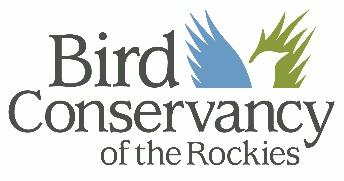 Bird
Conservancy
of the Rockies